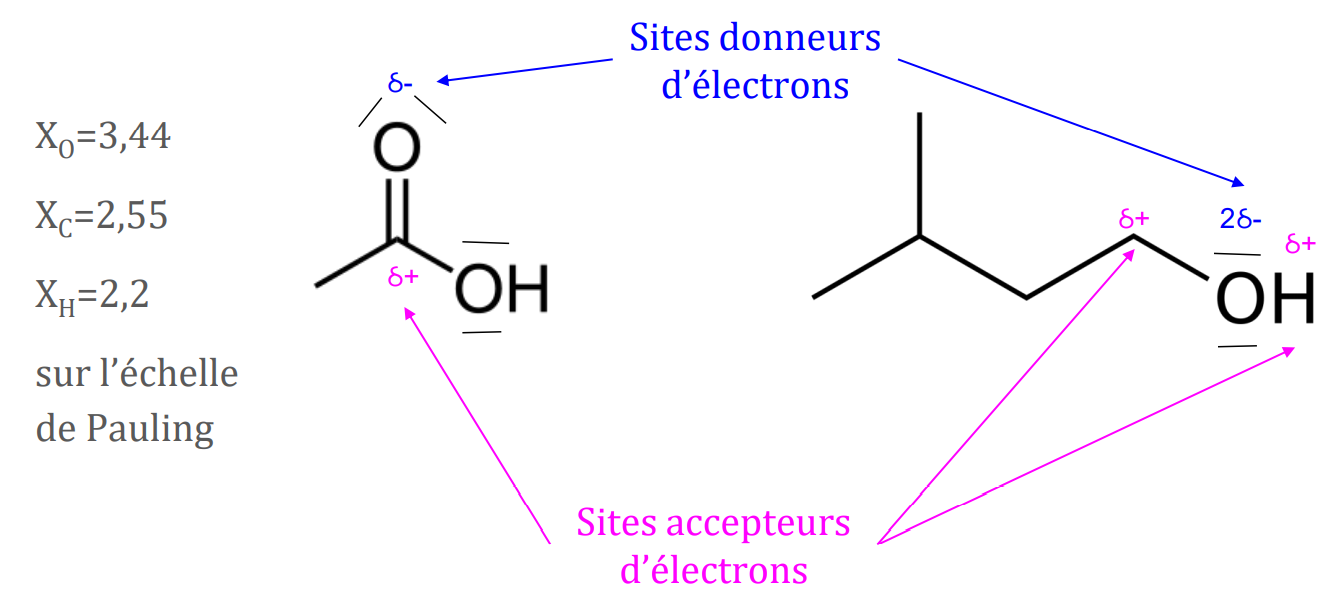 Sites donneurs
d'électrons
X_O=3,44
X_C=2,55
X_H=2,2
sur l'échelle
de Pauling
δ-
O
δ+
OH
δ+
2δ-
δ+
OH
Sites accepteurs
d'électrons